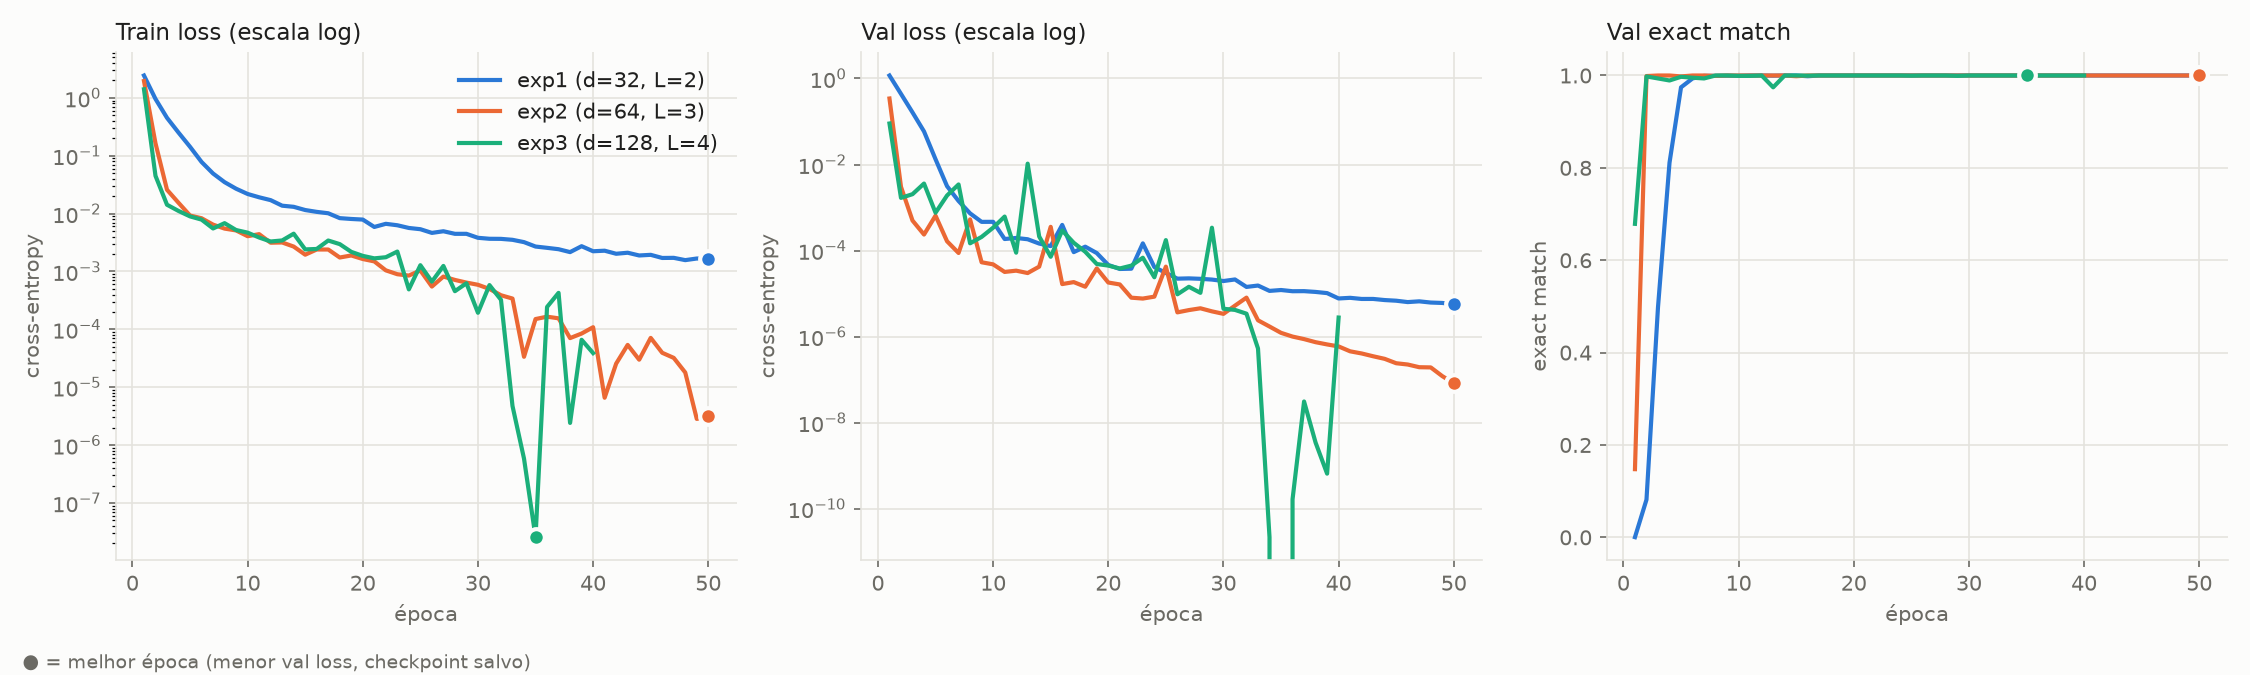 Train loss (escala log)
exp1 (d=32, L=2)
exp2 (d=64, L=3)
exp3 (d=128, L=4)
10⁰
10⁻¹
10⁻²
10⁻³
10⁻⁴
10⁻⁵
10⁻⁶
10⁻⁷
cross-entropy
0 10 20 30 40 50
época
Val loss (escala log)
10⁰
10⁻²
10⁻⁴
10⁻⁶
10⁻⁸
10⁻¹⁰
cross-entropy
0 10 20 30 40 50
época
Val exact match
1.0
0.8
0.6
0.4
0.2
0.0
exact match
0 10 20 30 40 50
época
● = melhor época (menor val loss, checkpoint salvo)